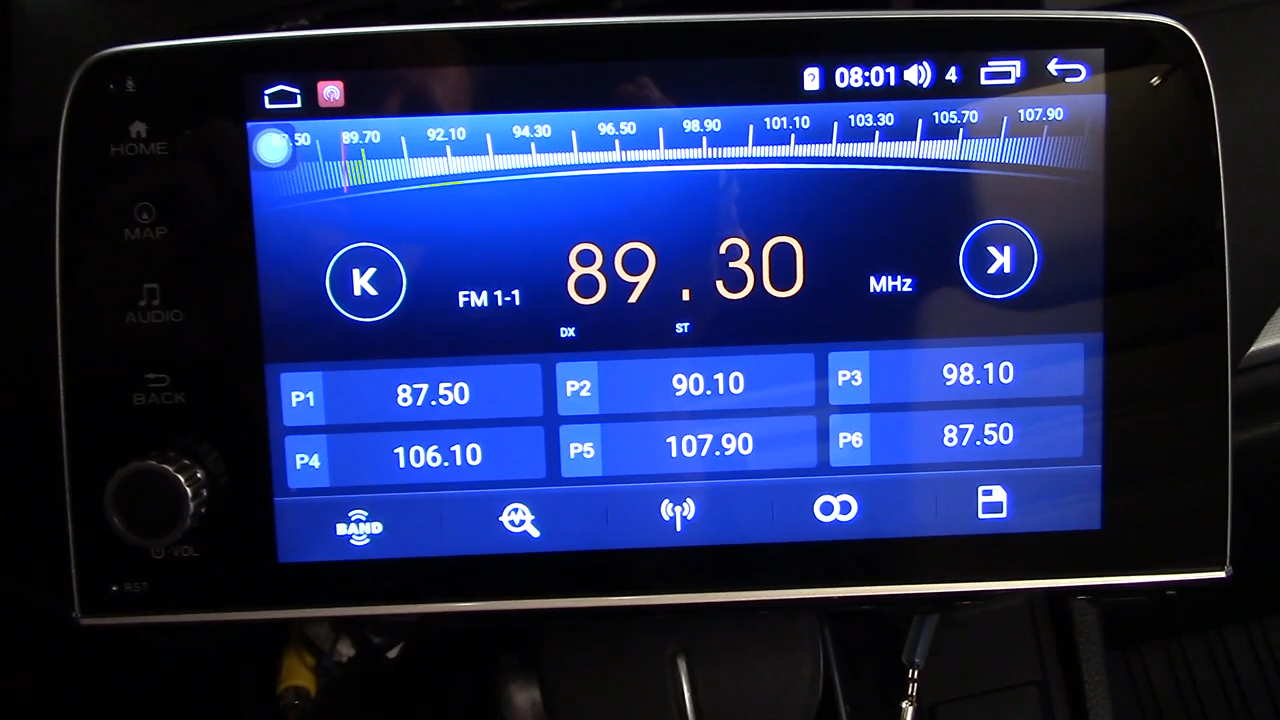 08:01 4
.50 89.70 92.10 94.30 96.50 98.90 101.10 103.30 105.70 107.90
HOME
MAP
AUDIO
BACK
VOL
RST
K FM 1-1 89.30 MHz K
DX ST
P1 87.50 P2 90.10 P3 98.10
P4 106.10 P5 107.90 P6 87.50
BAND